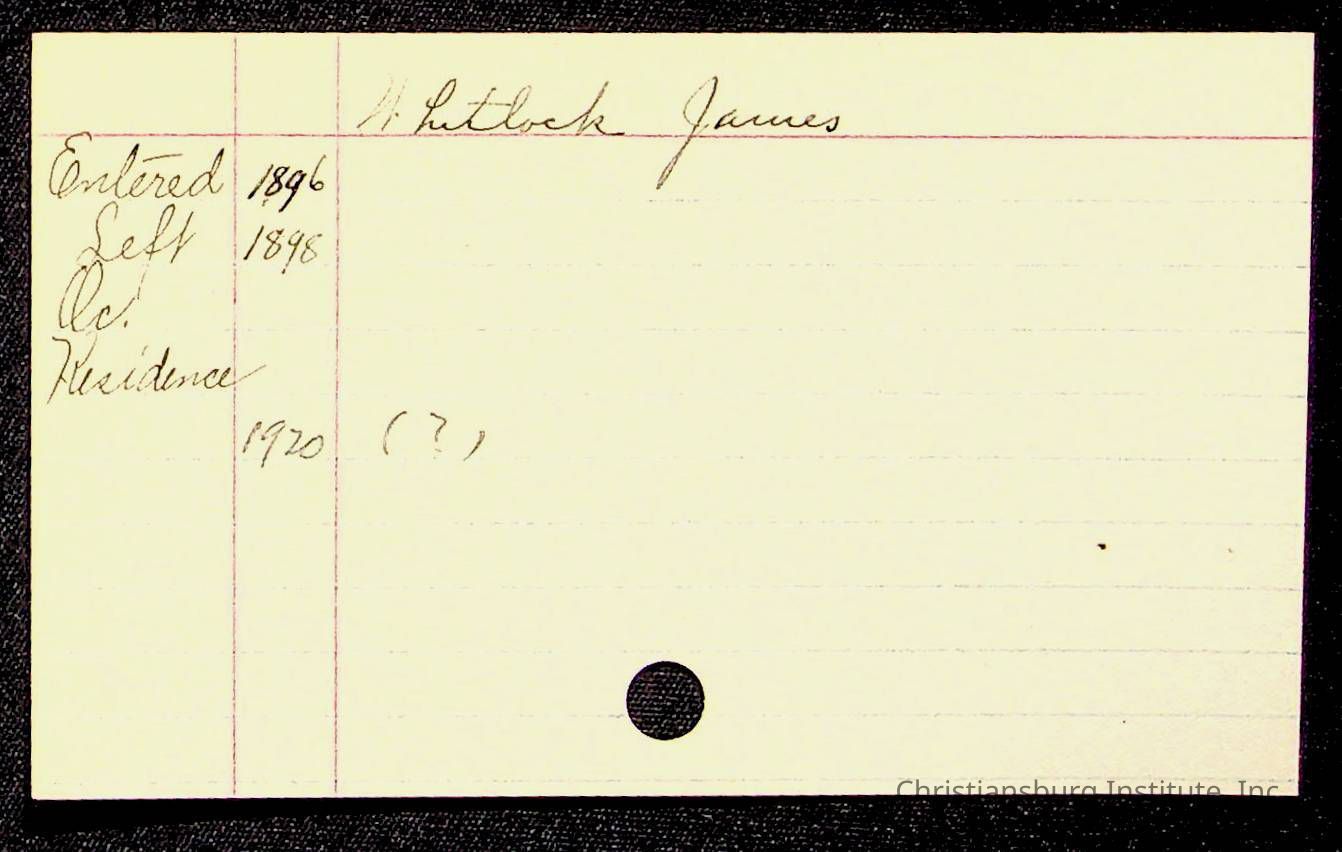 Whitlock James
Entered 1896
Left 1898
Oc.
Residence
1920 (?)
Christiansburg Institute, Inc